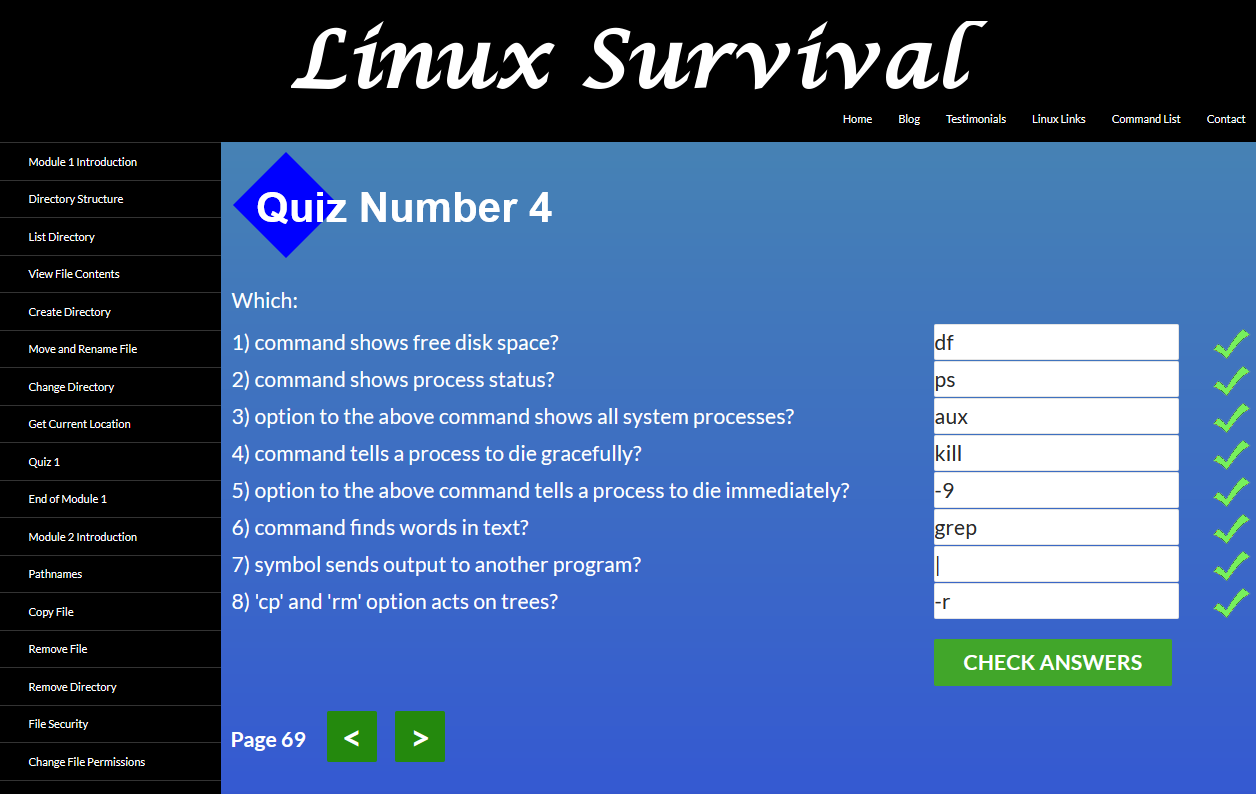 Linux Survival
Home Blog Testimonials Linux Links Command List Contact
Module 1 Introduction
Directory Structure
List Directory
View File Contents
Create Directory
Move and Rename File
Change Directory
Get Current Location
Quiz 1
End of Module 1
Module 2 Introduction
Pathnames
Copy File
Remove File
Remove Directory
File Security
Change File Permissions
Quiz Number 4
Which:
1) command shows free disk space? df
2) command shows process status? ps
3) option to the above command shows all system processes? aux
4) command tells a process to die gracefully? kill
5) option to the above command tells a process to die immediately? -9
6) command finds words in text? grep
7) symbol sends output to another program? |
8) 'cp' and 'rm' option acts on trees? -r
CHECK ANSWERS
Page 69 < >